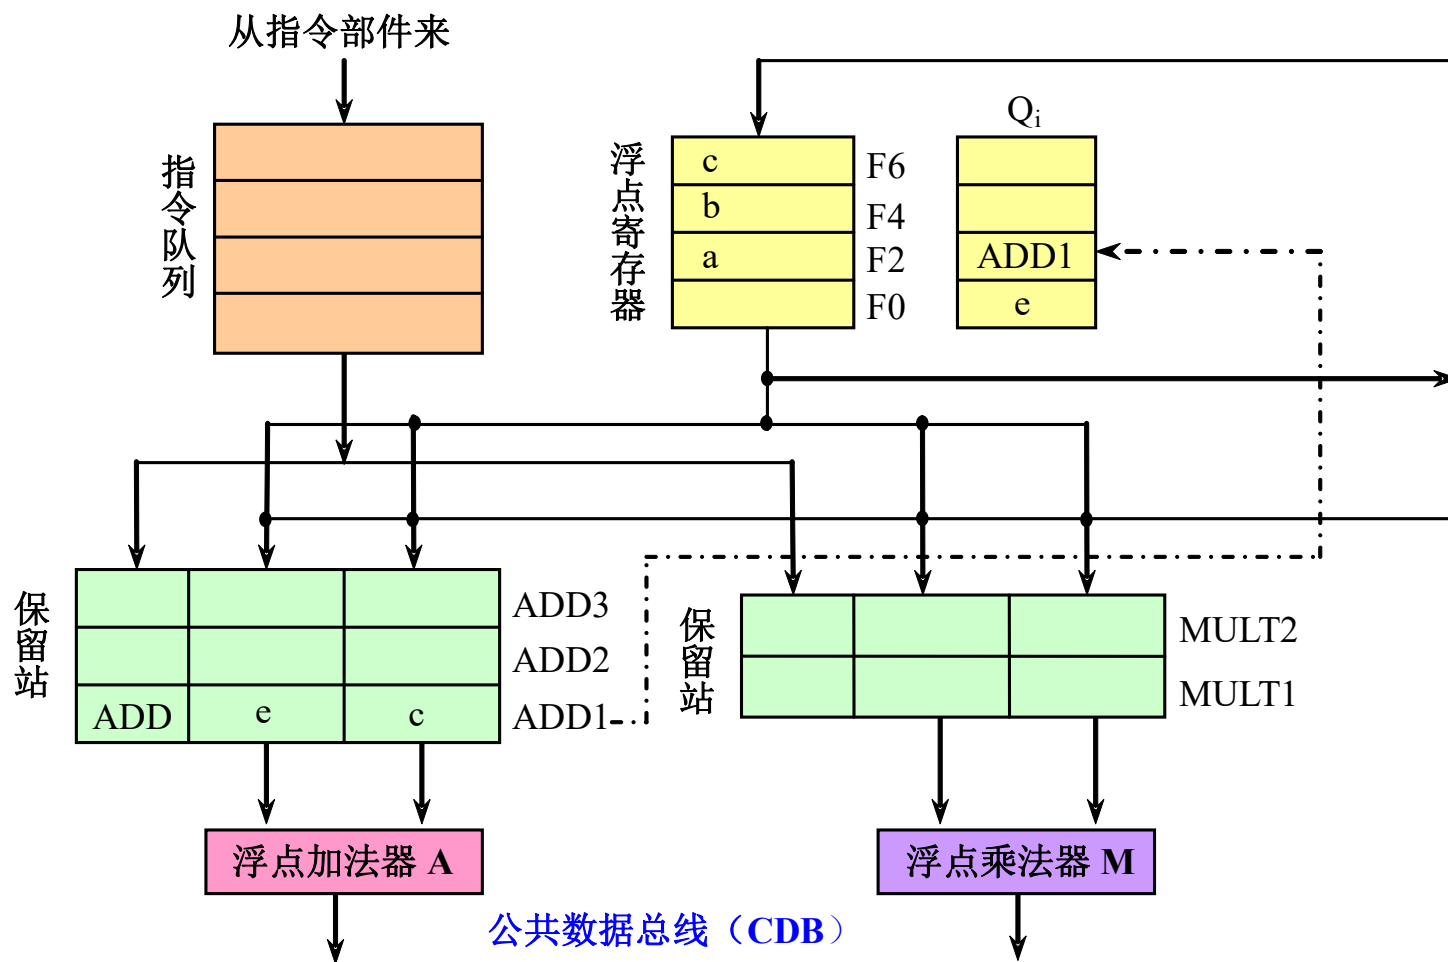 从指令部件来
指令队列
浮点寄存器
Qi
c F6
b F4
a F2 ADD1
F0 e
保留站
ADD3
ADD2
ADD e c ADD1
保留站
MULT2
MULT1
浮点加法器 A
浮点乘法器 M
公共数据总线（CDB）